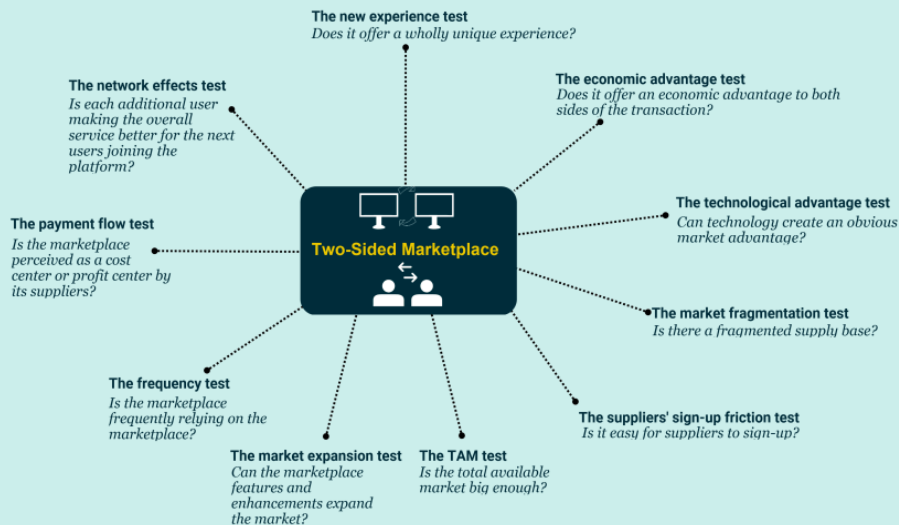 The new experience test
Does it offer a wholly unique experience?
The network effects test
Is each additional user
making the overall
service better for the next
users joining the
platform?
The economic advantage test
Does it offer an economic advantage to both
sides of the transaction?
The payment flow test
Is the marketplace
perceived as a cost
center or profit center by
its suppliers?
Two-Sided Marketplace
The technological advantage test
Can technology create an obvious
market advantage?
The market fragmentation test
Is there a fragmented supply base?
The frequency test
Is the marketplace
frequently relying on the
marketplace?
The suppliers' sign-up friction test
Is it easy for suppliers to sign-up?
The market expansion test
Can the marketplace
features and
enhancements expand
the market?
The TAM test
Is the total available
market big enough?